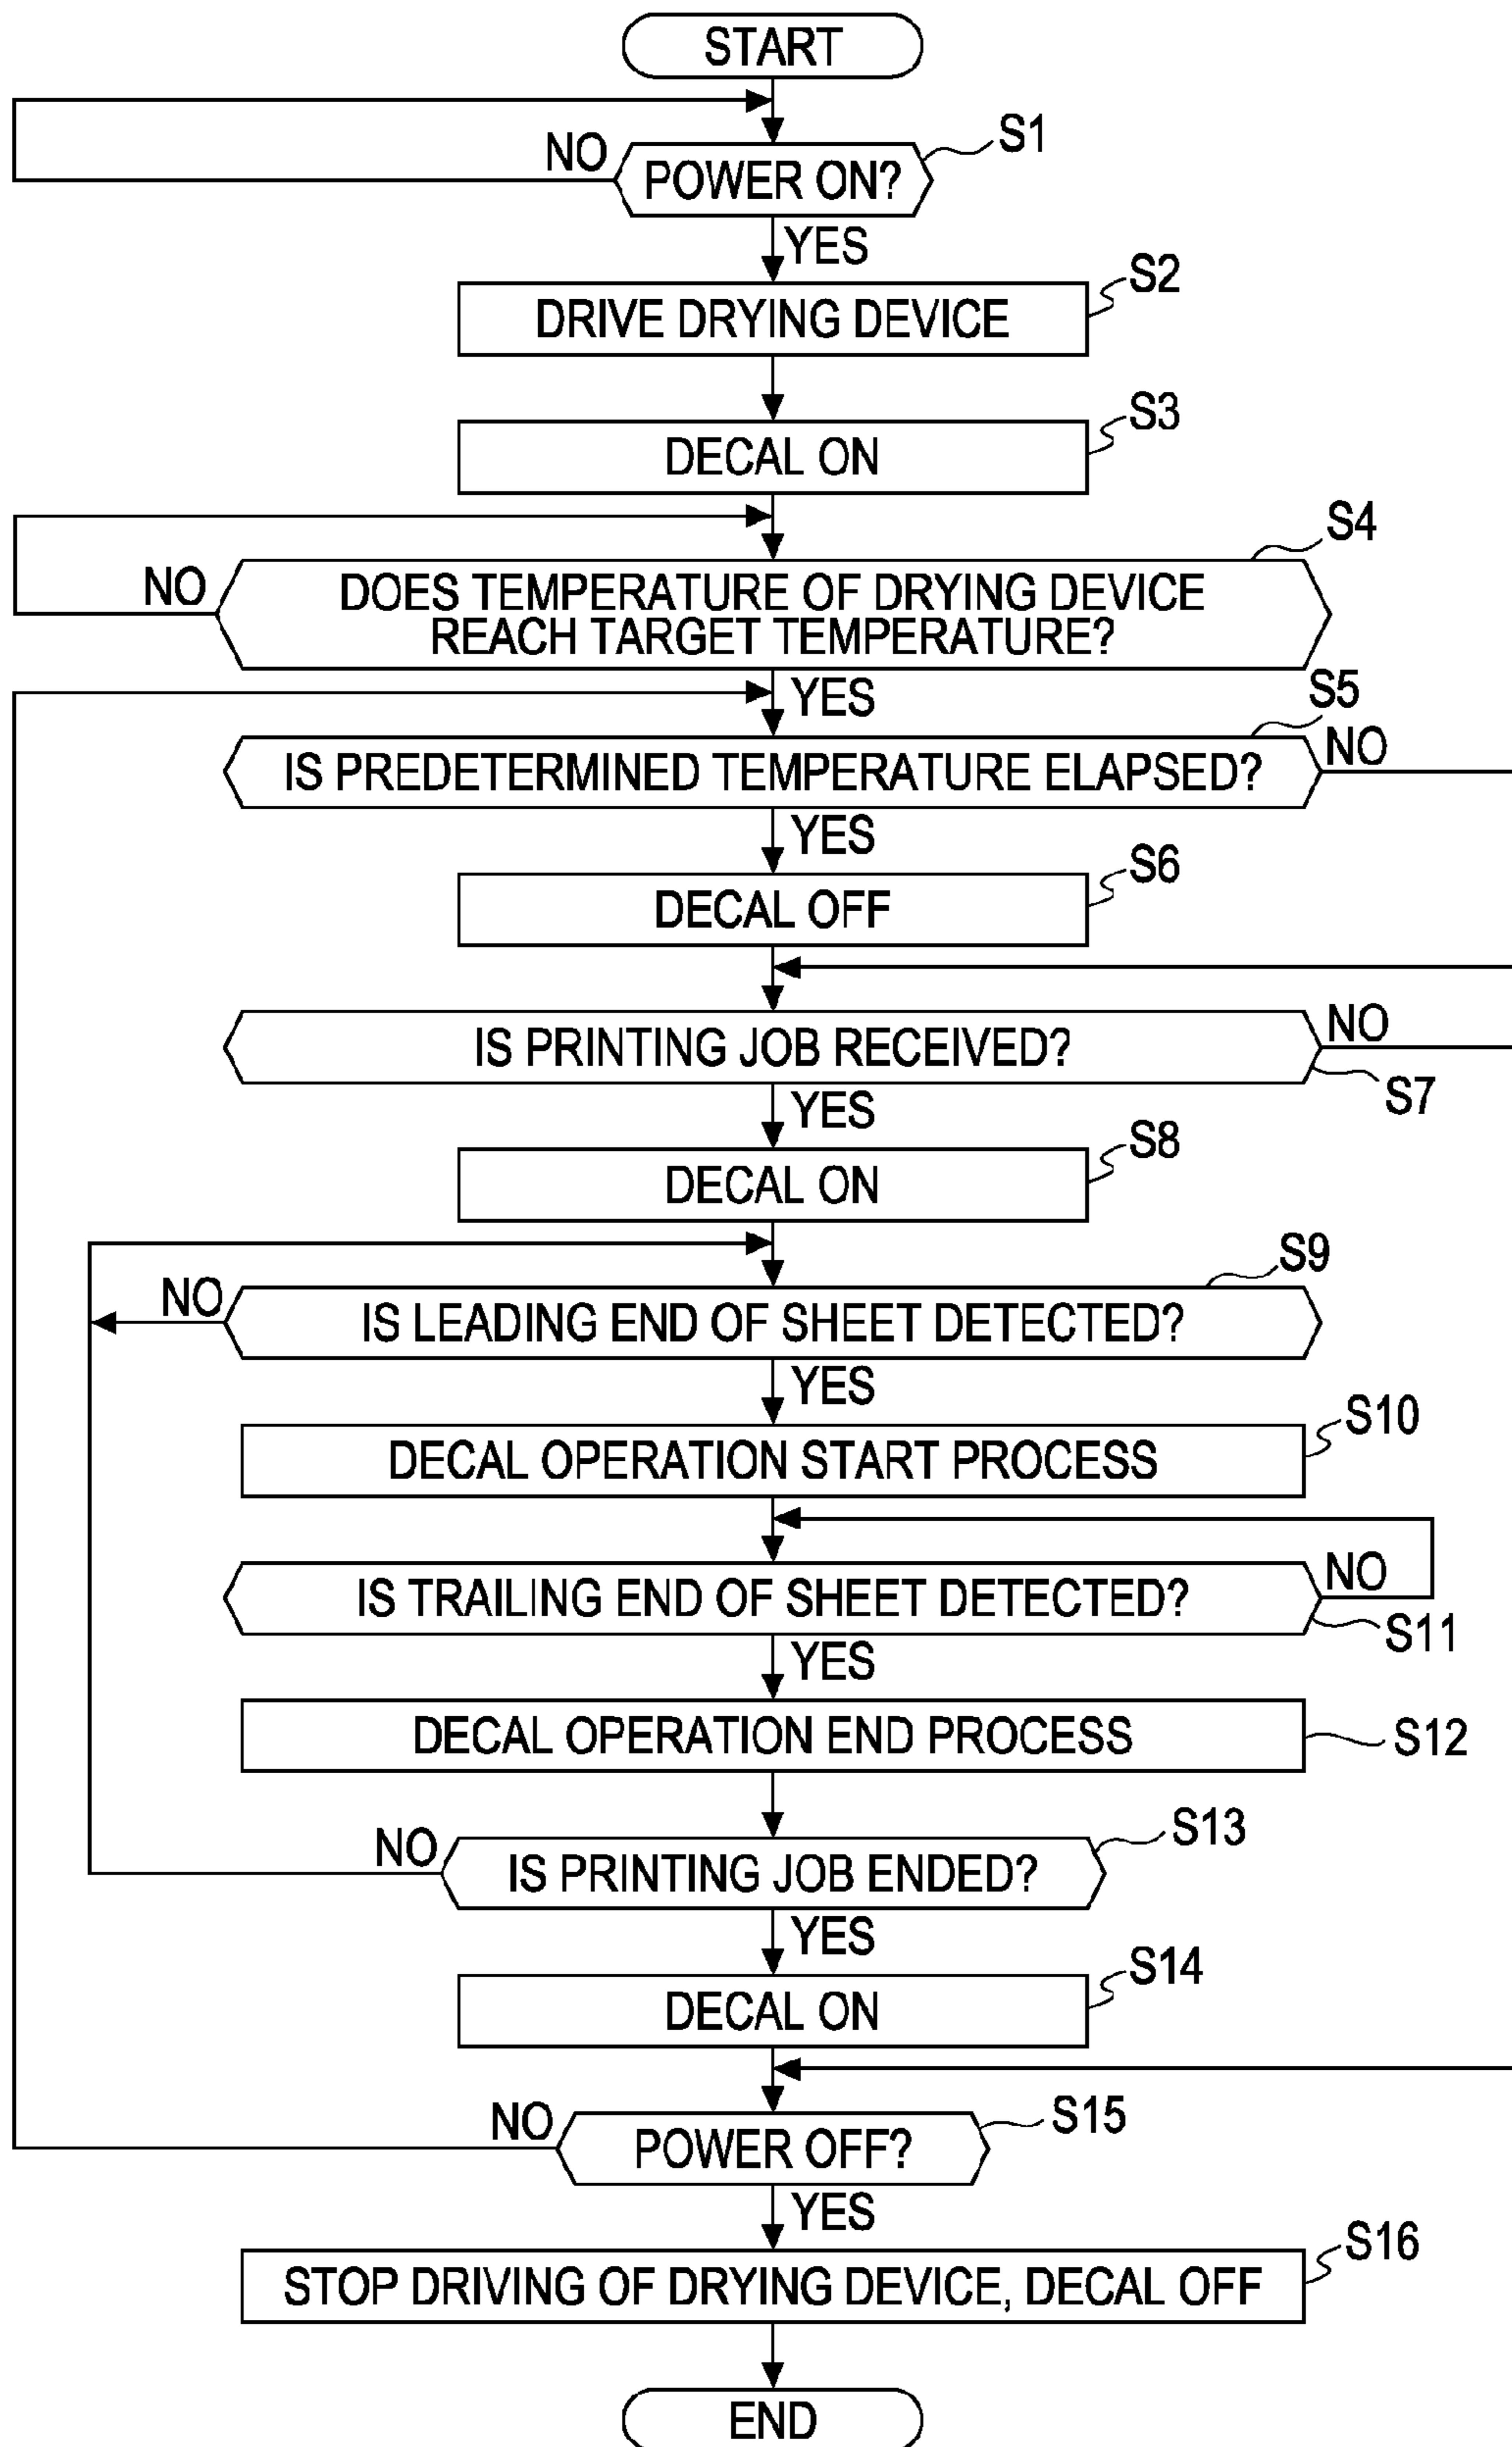 START
S1
NO
POWER ON?
YES
S2
DRIVE DRYING DEVICE
S3
DECAL ON
S4
NO
DOES TEMPERATURE OF DRYING DEVICE
REACH TARGET TEMPERATURE?
YES
S5
NO
IS PREDETERMINED TEMPERATURE ELAPSED?
YES
S6
DECAL OFF
NO
IS PRINTING JOB RECEIVED?
S7
YES
S8
DECAL ON
S9
NO
IS LEADING END OF SHEET DETECTED?
YES
S10
DECAL OPERATION START PROCESS
NO
IS TRAILING END OF SHEET DETECTED?
S11
YES
DECAL OPERATION END PROCESS
S12
S13
NO
IS PRINTING JOB ENDED?
YES
S14
DECAL ON
S15
NO
POWER OFF?
YES
S16
STOP DRIVING OF DRYING DEVICE, DECAL OFF
END